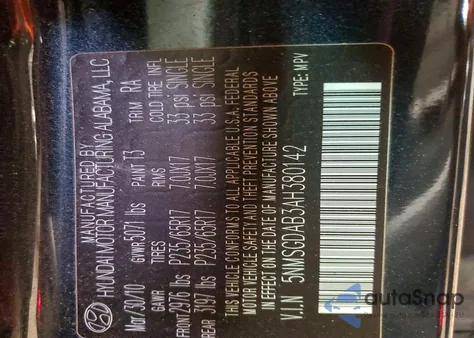 MANUFACTURED BY
HYUNDAI MOTOR MANUFACTURING ALABAMA, LLC
Mar/30/10 GVWR 5071 lbs PAINT T3 TRIM RA
GAWR TIRES RIMS COLD TIRE INFL
FRONT 2976 lbs P235/65R17 7.0JX17 33 psi SINGLE
REAR 3197 lbs P235/65R17 7.0JX17 33 psi SINGLE
THIS VEHICLE CONFORMS TO ALL APPLICABLE U.S.A. FEDERAL
MOTOR VEHICLE SAFETY AND THEFT PREVENTION STANDARDS
IN EFFECT ON THE DATE OF MANUFACTURE SHOWN ABOVE
V.I.N 5NMSGDAB3AH380142 TYPE: MPV
autoSnap